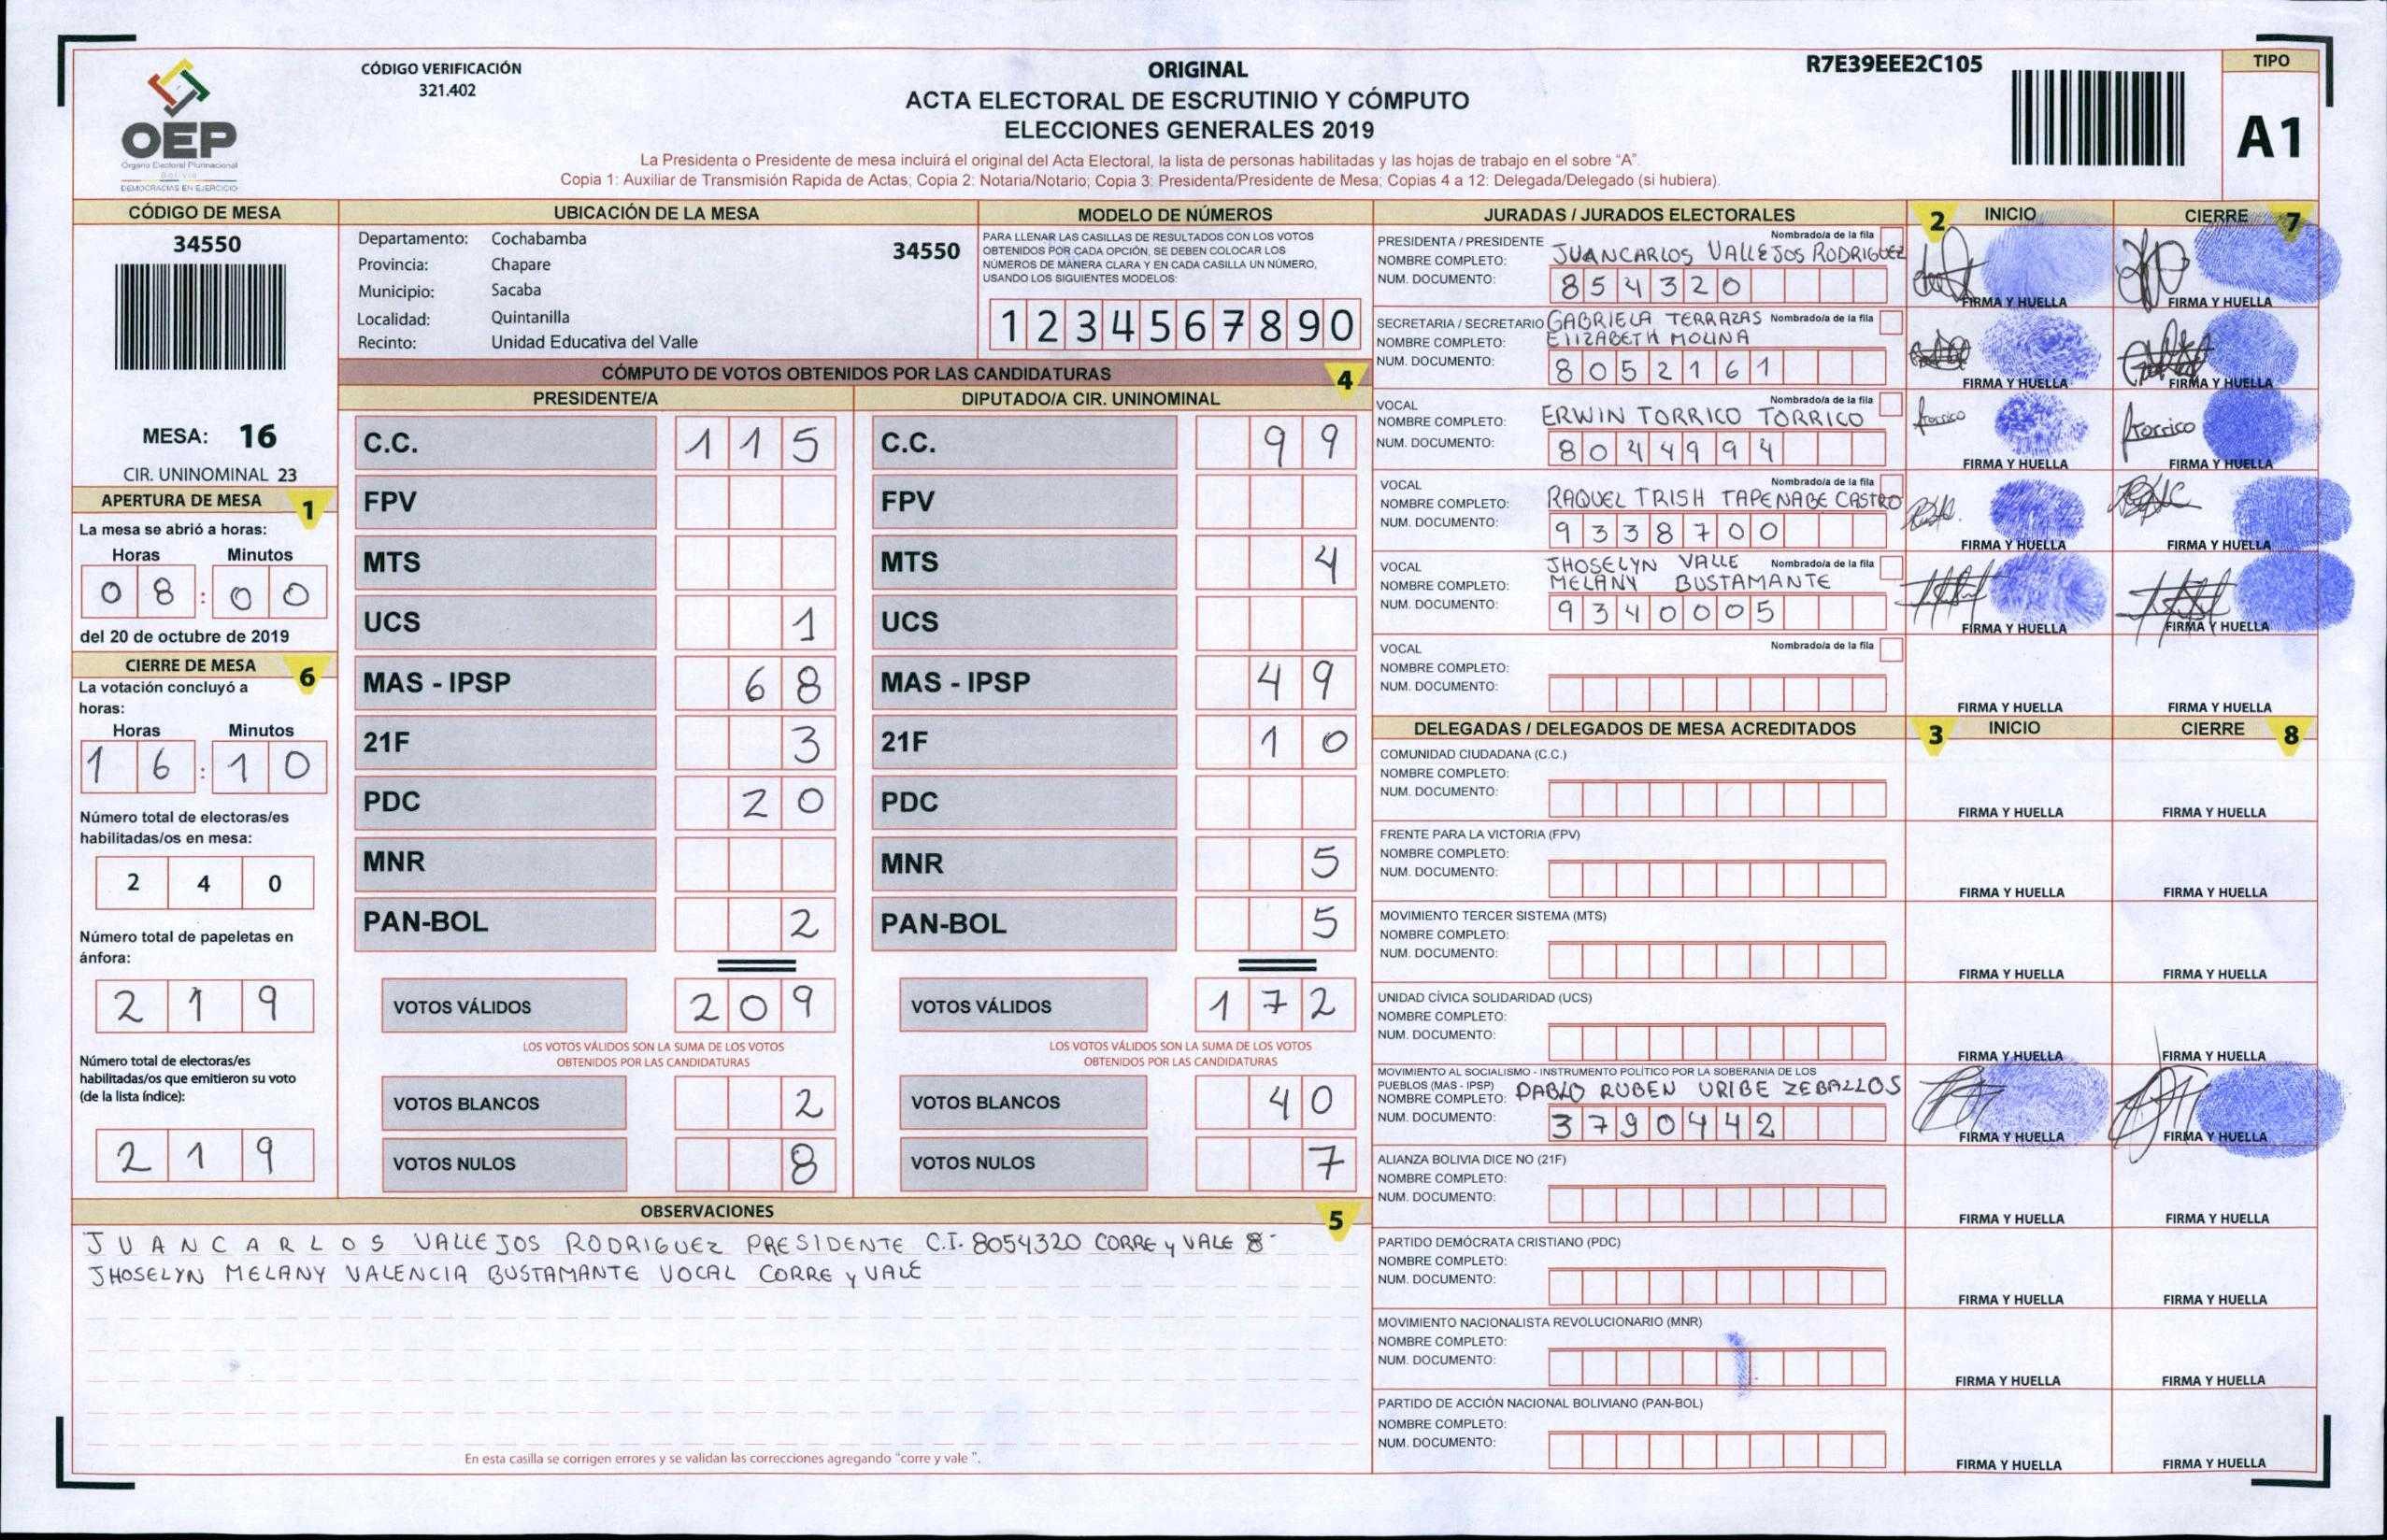 CÓDIGO VERIFICACIÓN
321.402
OEP
Órgano Electoral Plurinacional
Bolivia
DEMOCRACIAS EN EJERCICIO
ORIGINAL
ACTA ELECTORAL DE ESCRUTINIO Y CÓMPUTO
ELECCIONES GENERALES 2019
La Presidenta o Presidente de mesa incluirá el original del Acta Electoral, la lista de personas habilitadas y las hojas de trabajo en el sobre “A”.
Copia 1: Auxiliar de Transmisión Rapida de Actas; Copia 2: Notaria/Notario; Copia 3: Presidenta/Presidente de Mesa; Copias 4 a 12: Delegada/Delegado (si hubiera).
R7E39EEE2C105
TIPO
A1
CÓDIGO DE MESA
34550
MESA: 16
CIR. UNINOMINAL 23
APERTURA DE MESA 1
La mesa se abrió a horas:
Horas Minutos
08:00
del 20 de octubre de 2019
CIERRE DE MESA 6
La votación concluyó a
horas:
Horas Minutos
16:10
Número total de electoras/es
habilitadas/os en mesa:
240
Número total de papeletas en
ánfora:
219
Número total de electoras/es
habilitadas/os que emitieron su voto
(de la lista índice):
219
UBICACIÓN DE LA MESA
Departamento: Cochabamba 34550
Provincia: Chapare
Municipio: Sacaba
Localidad: Quintanilla
Recinto: Unidad Educativa del Valle
MODELO DE NÚMEROS
PARA LLENAR LAS CASILLAS DE RESULTADOS CON LOS VOTOS
OBTENIDOS POR CADA OPCIÓN, SE DEBEN COLOCAR LOS
NÚMEROS DE MANERA CLARA Y EN CADA CASILLA UN NÚMERO,
USANDO LOS SIGUIENTES MODELOS:
1234567890
CÓMPUTO DE VOTOS OBTENIDOS POR LAS CANDIDATURAS 4
PRESIDENTE/A
C.C. 115
FPV
MTS
UCS 1
MAS - IPSP 68
21F 3
PDC 20
MNR
PAN-BOL 2
VOTOS VÁLIDOS 209
LOS VOTOS VÁLIDOS SON LA SUMA DE LOS VOTOS
OBTENIDOS POR LAS CANDIDATURAS
VOTOS BLANCOS 2
VOTOS NULOS 8
DIPUTADO/A CIR. UNINOMINAL
C.C. 99
FPV
MTS 4
UCS
MAS - IPSP 49
21F 10
PDC
MNR 5
PAN-BOL 5
VOTOS VÁLIDOS 172
LOS VOTOS VÁLIDOS SON LA SUMA DE LOS VOTOS
OBTENIDOS POR LAS CANDIDATURAS
VOTOS BLANCOS 40
VOTOS NULOS 7
OBSERVACIONES 5
JUANCARLOS VALLEJOS RODRIGUEZ PRESIDENTE C.I. 8054320 CORRE y VALE 8-
JHOSELYN MELANY VALENCIA BUSTAMANTE VOCAL CORRE y VALE
En esta casilla se corrigen errores y se validan las correcciones agregando “corre y vale ”.
JURADAS / JURADOS ELECTORALES 2 INICIO CIERRE 7
PRESIDENTA / PRESIDENTE Nombrado/a de la fila
NOMBRE COMPLETO: JUANCARLOS VALLEJOS RODRIGUEZ
NUM. DOCUMENTO: 854320
FIRMA Y HUELLA FIRMA Y HUELLA
SECRETARIA / SECRETARIO GABRIELA TERRAZAS Nombrado/a de la fila
NOMBRE COMPLETO: ELIZABETH MOLINA
NUM. DOCUMENTO: 8052161
FIRMA Y HUELLA FIRMA Y HUELLA
VOCAL Nombrado/a de la fila
NOMBRE COMPLETO: ERWIN TORRICO TORRICO
NUM. DOCUMENTO: 8044994
Torrico Torrico
FIRMA Y HUELLA FIRMA Y HUELLA
VOCAL Nombrado/a de la fila
NOMBRE COMPLETO: RAQUEL TRISH TAPENABE CASTRO
NUM. DOCUMENTO: 9338700
FIRMA Y HUELLA FIRMA Y HUELLA
VOCAL JHOSELYN VALLE Nombrado/a de la fila
NOMBRE COMPLETO: MELANY BUSTAMANTE
NUM. DOCUMENTO: 9340005
FIRMA Y HUELLA FIRMA Y HUELLA
VOCAL Nombrado/a de la fila
NOMBRE COMPLETO:
NUM. DOCUMENTO:
FIRMA Y HUELLA FIRMA Y HUELLA
DELEGADAS / DELEGADOS DE MESA ACREDITADOS 3 INICIO CIERRE 8
COMUNIDAD CIUDADANA (C.C.)
NOMBRE COMPLETO:
NUM. DOCUMENTO:
FIRMA Y HUELLA FIRMA Y HUELLA
FRENTE PARA LA VICTORIA (FPV)
NOMBRE COMPLETO:
NUM. DOCUMENTO:
FIRMA Y HUELLA FIRMA Y HUELLA
MOVIMIENTO TERCER SISTEMA (MTS)
NOMBRE COMPLETO:
NUM. DOCUMENTO:
FIRMA Y HUELLA FIRMA Y HUELLA
UNIDAD CÍVICA SOLIDARIDAD (UCS)
NOMBRE COMPLETO:
NUM. DOCUMENTO:
FIRMA Y HUELLA FIRMA Y HUELLA
MOVIMIENTO AL SOCIALISMO - INSTRUMENTO POLÍTICO POR LA SOBERANIA DE LOS
PUEBLOS (MAS - IPSP)
NOMBRE COMPLETO: PABLO RUBEN URIBE ZEBALLOS
NUM. DOCUMENTO: 3790442
FIRMA Y HUELLA FIRMA Y HUELLA
ALIANZA BOLIVIA DICE NO (21F)
NOMBRE COMPLETO:
NUM. DOCUMENTO:
FIRMA Y HUELLA FIRMA Y HUELLA
PARTIDO DEMÓCRATA CRISTIANO (PDC)
NOMBRE COMPLETO:
NUM. DOCUMENTO:
FIRMA Y HUELLA FIRMA Y HUELLA
MOVIMIENTO NACIONALISTA REVOLUCIONARIO (MNR)
NOMBRE COMPLETO:
NUM. DOCUMENTO:
FIRMA Y HUELLA FIRMA Y HUELLA
PARTIDO DE ACCIÓN NACIONAL BOLIVIANO (PAN-BOL)
NOMBRE COMPLETO:
NUM. DOCUMENTO:
FIRMA Y HUELLA FIRMA Y HUELLA